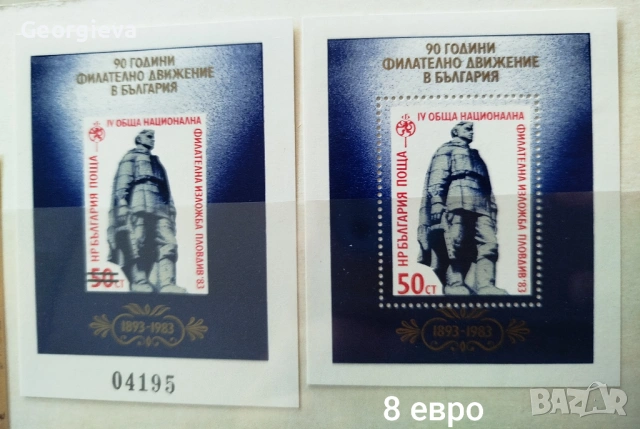 Georgieva
90 ГОДИНИ
ФИЛАТЕЛНО ДВИЖЕНИЕ
В БЪЛГАРИЯ
IV ОБЩА НАЦИОНАЛНА
ФИЛАТЕЛНА ИЗЛОЖБА ПЛОВДИВ'83
НР БЪЛГАРИЯ ПОЩА
50 СТ
1893-1983
04195
90 ГОДИНИ
ФИЛАТЕЛНО ДВИЖЕНИЕ
В БЪЛГАРИЯ
IV ОБЩА НАЦИОНАЛНА
ФИЛАТЕЛНА ИЗЛОЖБА ПЛОВДИВ'83
НР БЪЛГАРИЯ ПОЩА
50 СТ
1893-1983
8 евро
BAZAR